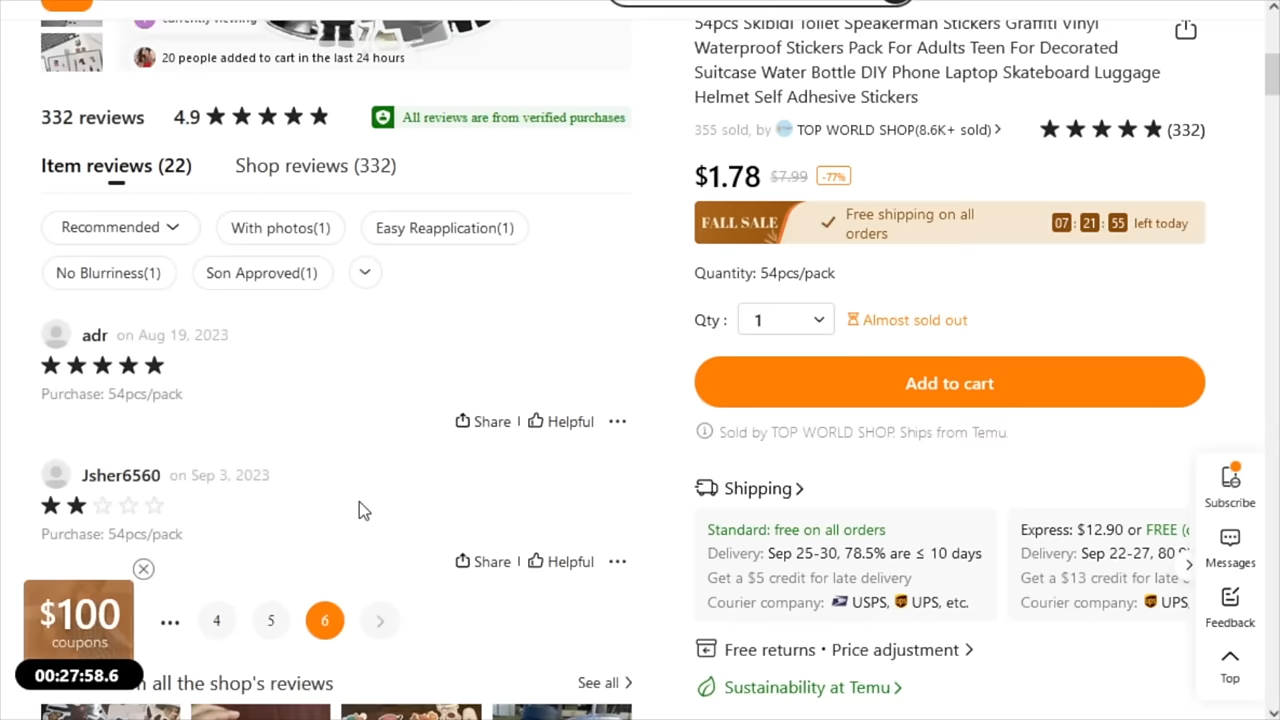 currently viewing
20 people added to cart in the last 24 hours
332 reviews
4.9
All reviews are from verified purchases
Item reviews (22)
Shop reviews (332)
Recommended
With photos(1)
Easy Reapplication(1)
No Blurriness(1)
Son Approved(1)
adr on Aug 19, 2023
Purchase: 54pcs/pack
Share | Helpful
Jsher6560 on Sep 3, 2023
Purchase: 54pcs/pack
Share | Helpful
$100
coupons
00:27:58.6
... 4 5 6
all the shop's reviews
See all
54pcs Skibidi Toilet Speakerman Stickers Graffiti Vinyl
Waterproof Stickers Pack For Adults Teen For Decorated
Suitcase Water Bottle DIY Phone Laptop Skateboard Luggage
Helmet Self Adhesive Stickers
355 sold, by TOP WORLD SHOP(8.6K+ sold)
(332)
$1.78 $7.99 -77%
FALL SALE
Free shipping on all
orders
07 : 21 : 55 left today
Quantity: 54pcs/pack
Qty : 1 Almost sold out
Add to cart
Sold by TOP WORLD SHOP. Ships from Temu.
Shipping
Standard: free on all orders
Delivery: Sep 25-30, 78.5% are ≤ 10 days
Get a $5 credit for late delivery
Courier company: USPS, UPS, etc.
Express: $12.90 or FREE
Delivery: Sep 22-27,
Get a $13 credit for late
Courier company: UPS,
Free returns • Price adjustment
Sustainability at Temu
Subscribe
Messages
Feedback
Top